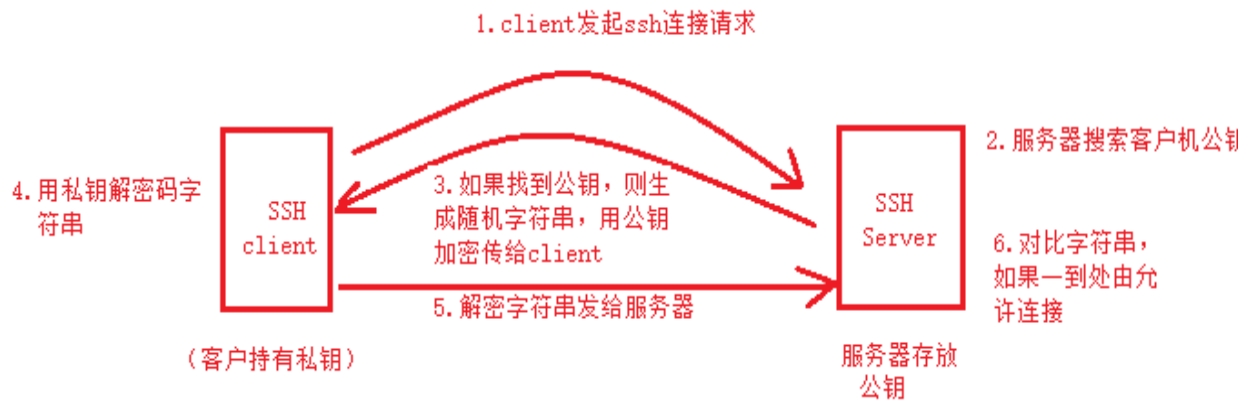 1.client发起ssh连接请求
2.服务器搜索客户机公钥
3.如果找到公钥，则生
成随机字符串，用公钥
加密传给client
4.用私钥解密码字
符串
SSH
client
SSH
Server
5.解密字符串发给服务器
6.对比字符串，
如果一到处由允
许连接
（客户持有私钥）
服务器存放
公钥